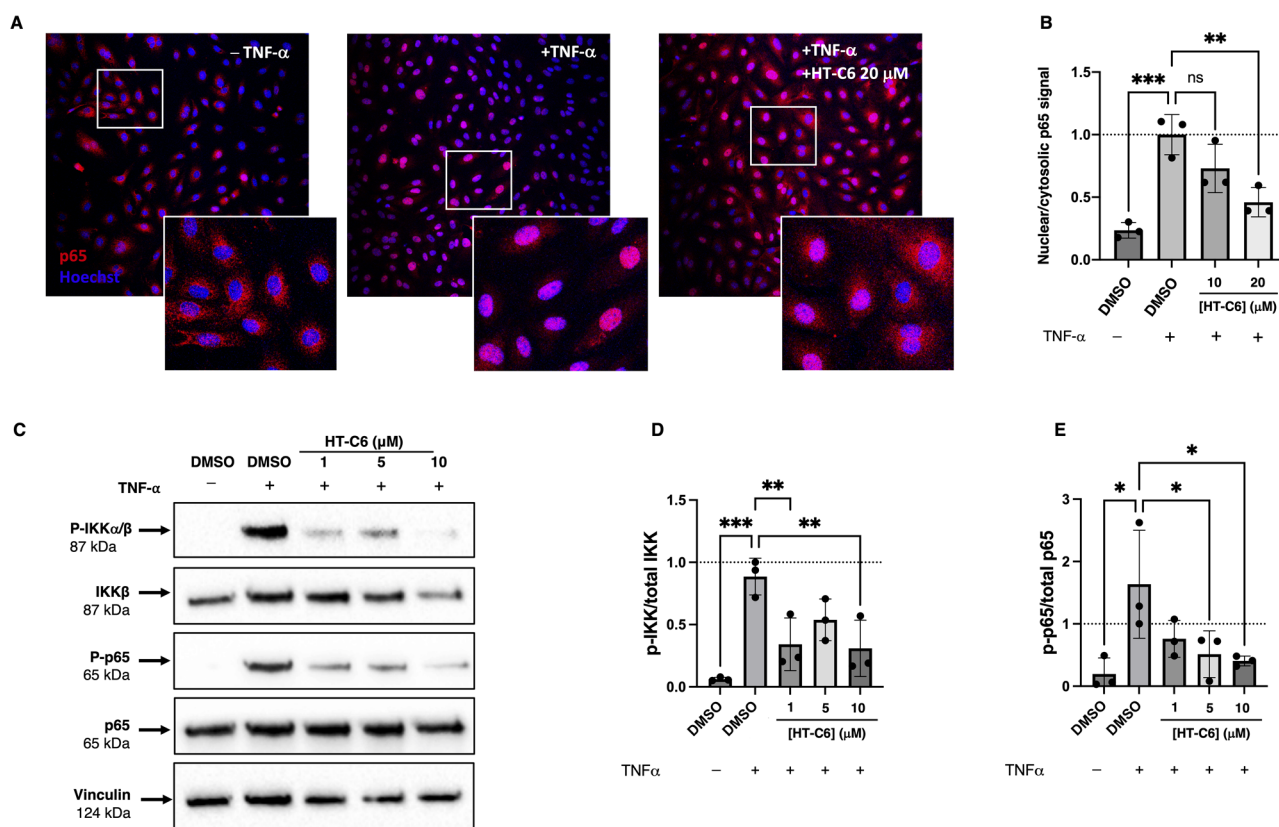 A
– TNF-α
p65
Hoechst
+TNF-α
+TNF-α
+HT-C6 20 μM
B
Nuclear/cytosolic p65 signal
1.5
1.0
0.5
0.0
***
ns
**
DMSO
DMSO
10
20
[HT-C6] (μM)
TNF-α
–
+
+
+
C
HT-C6 (μM)
DMSO
DMSO
1
5
10
TNF-α
–
+
+
+
+
P-IKKα/β
87 kDa
IKKβ
87 kDa
P-p65
65 kDa
p65
65 kDa
Vinculin
124 kDa
D
p-IKK/total IKK
1.5
1.0
0.5
0.0
***
**
**
DMSO
DMSO
1
5
10
[HT-C6] (μM)
TNFα
–
+
+
+
+
E
p-p65/total p65
3
2
1
0
*
*
*
DMSO
DMSO
1
5
10
[HT-C6] (μM)
TNFα
–
+
+
+
+